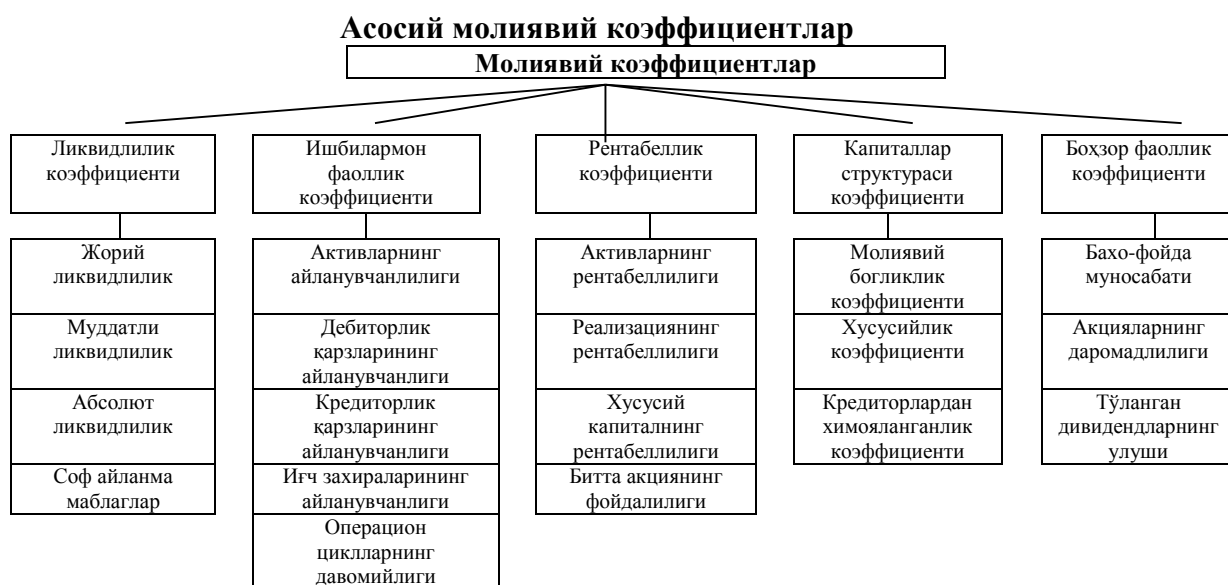 Асосий молиявий коэффициентлар
Молиявий коэффициентлар
Ликвидлилик
коэффициенти
Ишбилармон
фаоллик
коэффициенти
Рентабеллик
коэффициенти
Капиталлар
структураси
коэффициенти
Боҳзор фаоллик
коэффициенти
Жорий
ликвидлилик
Муддатли
ликвидлилик
Абсолют
ликвидлилик
Соф айланма
маблаглар
Активларнинг
айланувчанлилиги
Дебиторлик
қарзларининг
айланувчанлиги
Кредиторлик
қарзларининг
айланувчанлиги
Иғч захираларининг
айланувчанлиги
Операцион
циклларнинг
давомийлиги
Активларнинг
рентабеллилиги
Реализациянинг
рентабеллилиги
Хусусий
капиталнинг
рентабеллилиги
Битта акциянинг
фойдалилиги
Молиявий
богликлик
коэффициенти
Хусусийлик
коэффициенти
Кредиторлардан
химояланганлик
коэффициенти
Бахо-фойда
муносабати
Акцияларнинг
даромадлилиги
Тўланган
дивидендларнинг
улуши